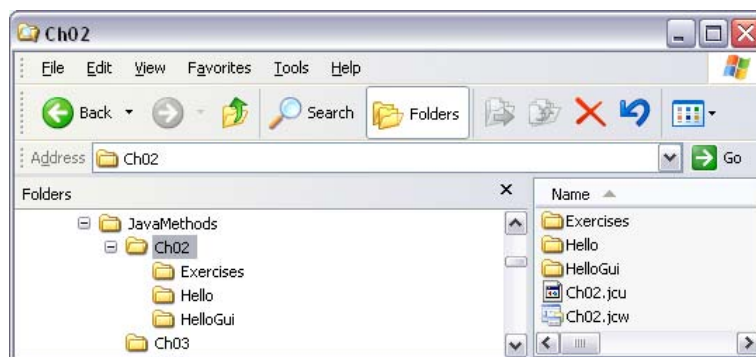 Ch02
File Edit View Favorites Tools Help
Back Search Folders
Address Ch02 Go
Folders
JavaMethods
Ch02
Exercises
Hello
HelloGui
Ch03
Name
Exercises
Hello
HelloGui
Ch02.jcu
Ch02.jcw